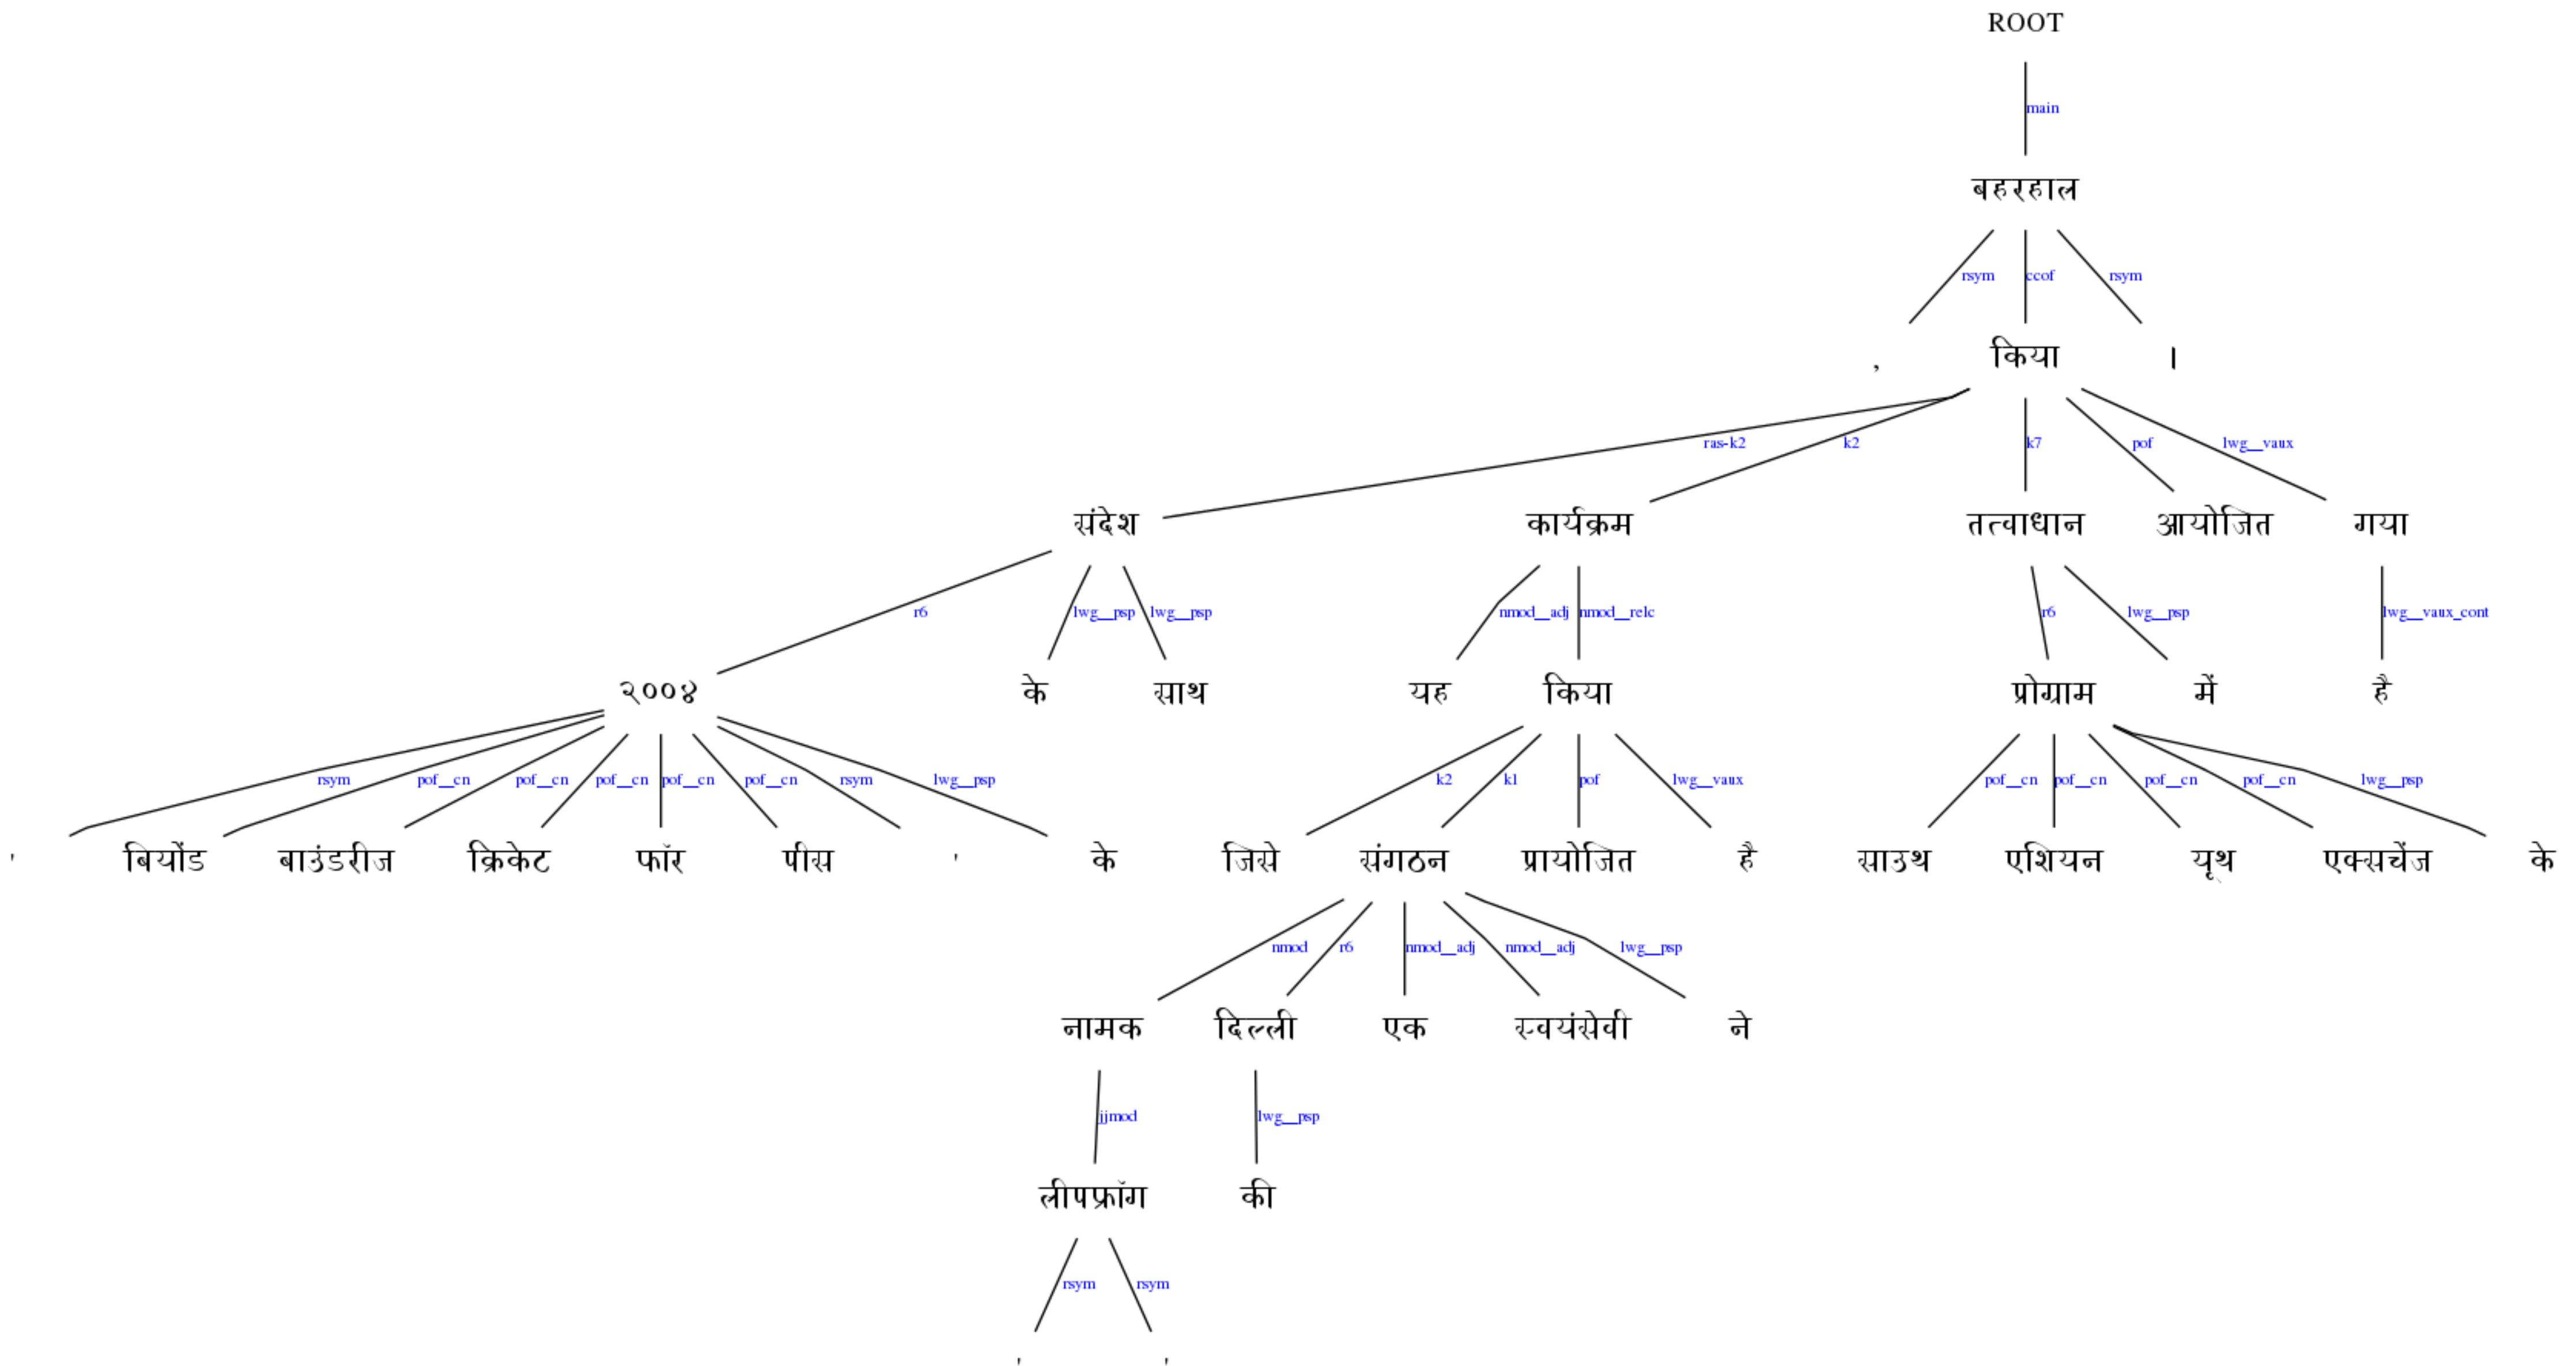 ROOT
main
बहरहाल
rsym ccof rsym
, किया ।
ras-k2 k2 k7 pof lwg__vaux
संदेश कार्यक्रम तत्वाधान आयोजित गया
r6 lwg__psp lwg__psp nmod__adj nmod__relc r6 lwg__psp lwg__vaux_cont
२००४ के साथ यह किया प्रोग्राम में है
rsym pof__cn pof__cn pof__cn pof__cn pof__cn rsym lwg__psp k2 k1 pof lwg__vaux pof__cn pof__cn pof__cn pof__cn lwg__psp
' बियोंड बाउंडरीज क्रिकेट फॉर पीस ' के जिसे संगठन प्रायोजित है साउथ एशियन यूथ एक्सचेंज के
nmod r6 nmod__adj nmod__adj lwg__psp
नामक दिल्ली एक स्वयंसेवी ने
jjmod lwg__psp
लीपफ्रॉग की
rsym rsym
' '